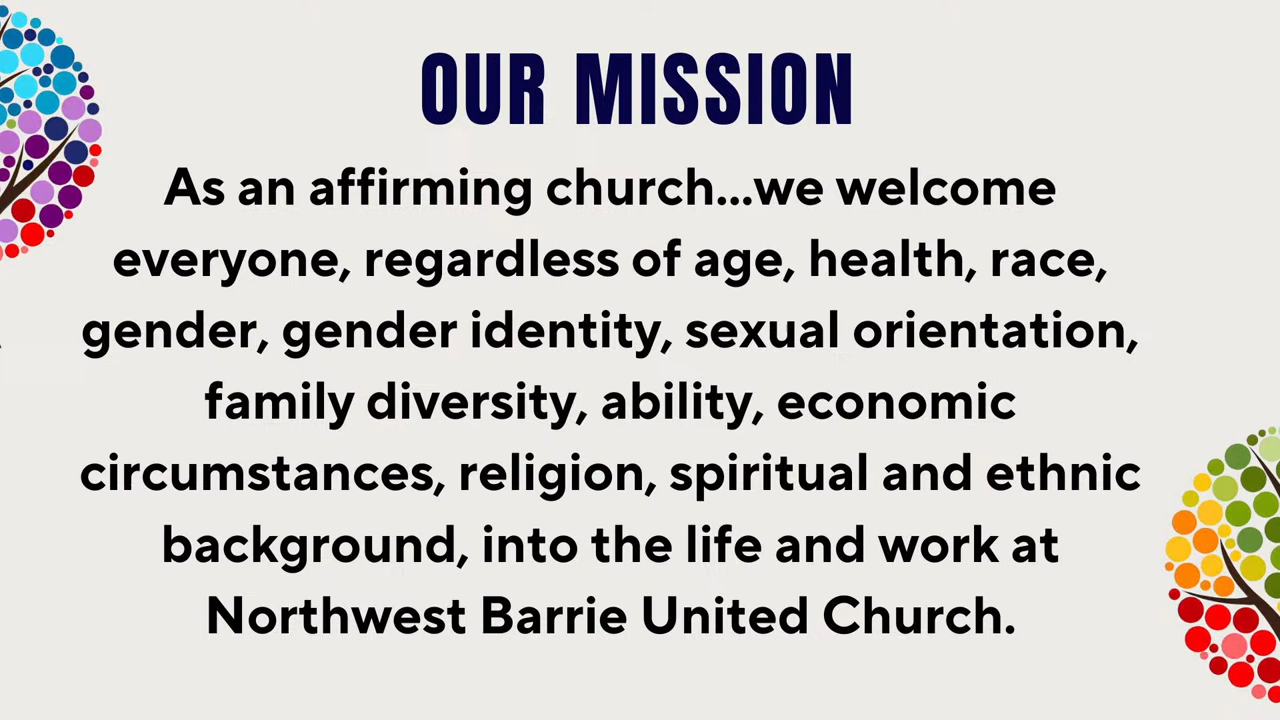 OUR MISSION
As an affirming church...we welcome
everyone, regardless of age, health, race,
gender, gender identity, sexual orientation,
family diversity, ability, economic
circumstances, religion, spiritual and ethnic
background, into the life and work at
Northwest Barrie United Church.